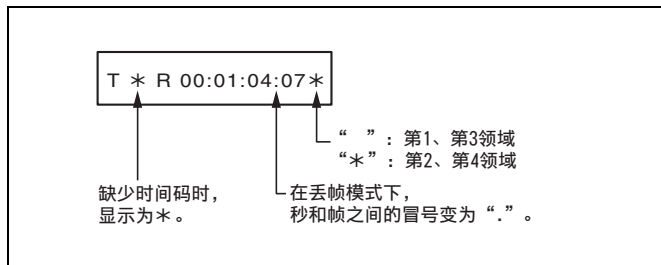 T ＊ R 00:01:04:07＊
“ ”：第1、第3领域
“＊”：第2、第4领域
缺少时间码时，
显示为＊。
在丢帧模式下，
秒和帧之间的冒号变为“.”。